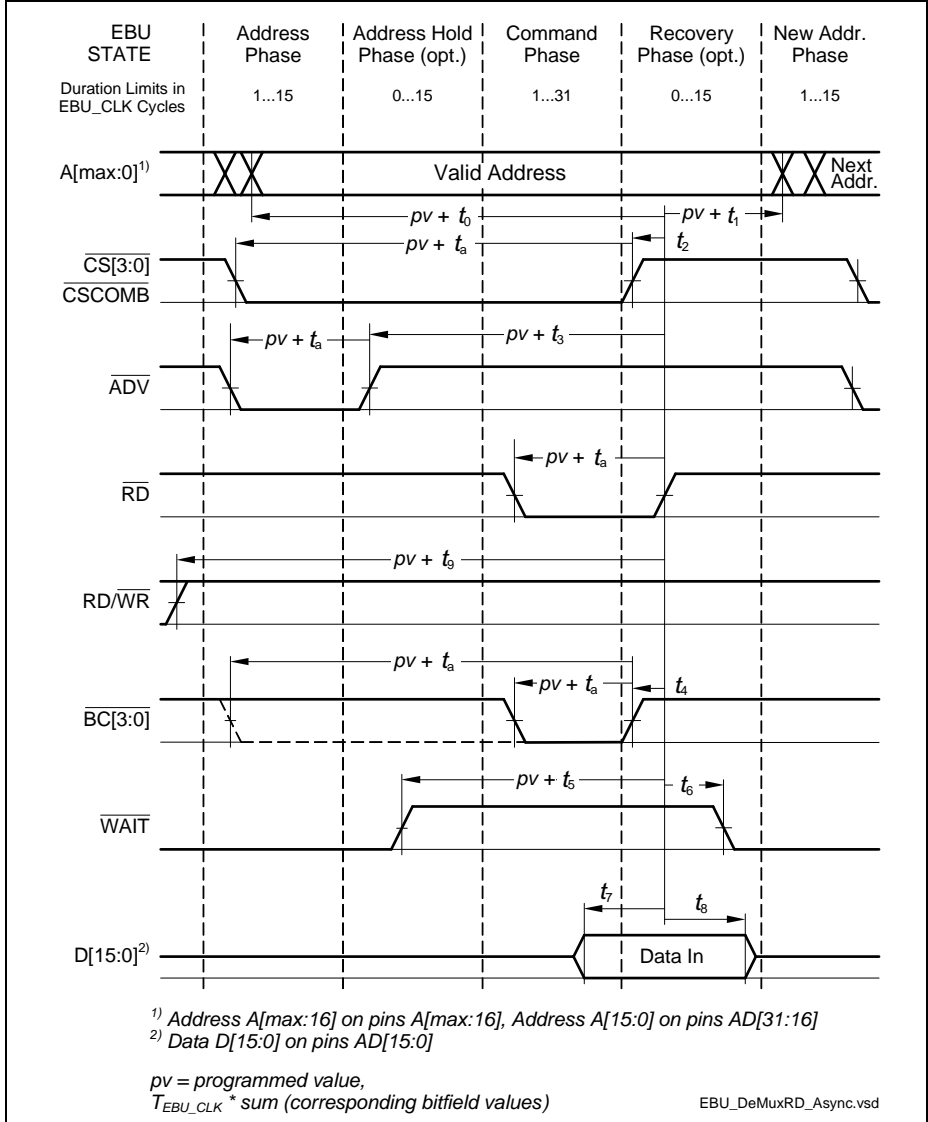 EBU STATE
Address Phase
Address Hold Phase (opt.)
Command Phase
Recovery Phase (opt.)
New Addr. Phase
Duration Limits in EBU_CLK Cycles
1...15
0...15
1...31
0...15
1...15
A[max:0]1)
Valid Address
Next Addr.
pv + t0
pv + t1
pv + ta
t2
CS[3:0]
CSCOMB
pv + ta
pv + t3
ADV
pv + ta
RD
pv + t9
RD/WR
pv + ta
pv + ta
t4
BC[3:0]
pv + t5
t6
WAIT
t7
t8
D[15:0]2)
Data In
1) Address A[max:16] on pins A[max:16], Address A[15:0] on pins AD[31:16]
2) Data D[15:0] on pins AD[15:0]
pv = programmed value,
TEBU_CLK * sum (corresponding bitfield values)
EBU_DeMuxRD_Async.vsd